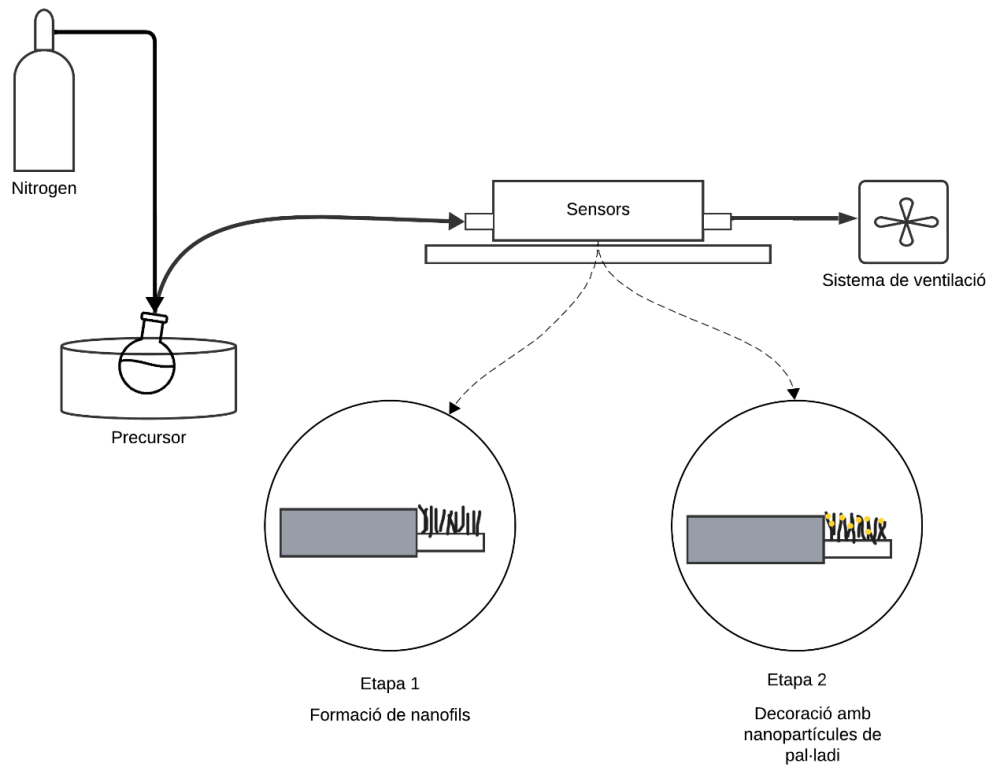 Nitrogen
Sensors
Sistema de ventilació
Precursor
Etapa 1
Formació de nanofils
Etapa 2
Decoració amb
nanopartícules de
pal·ladi